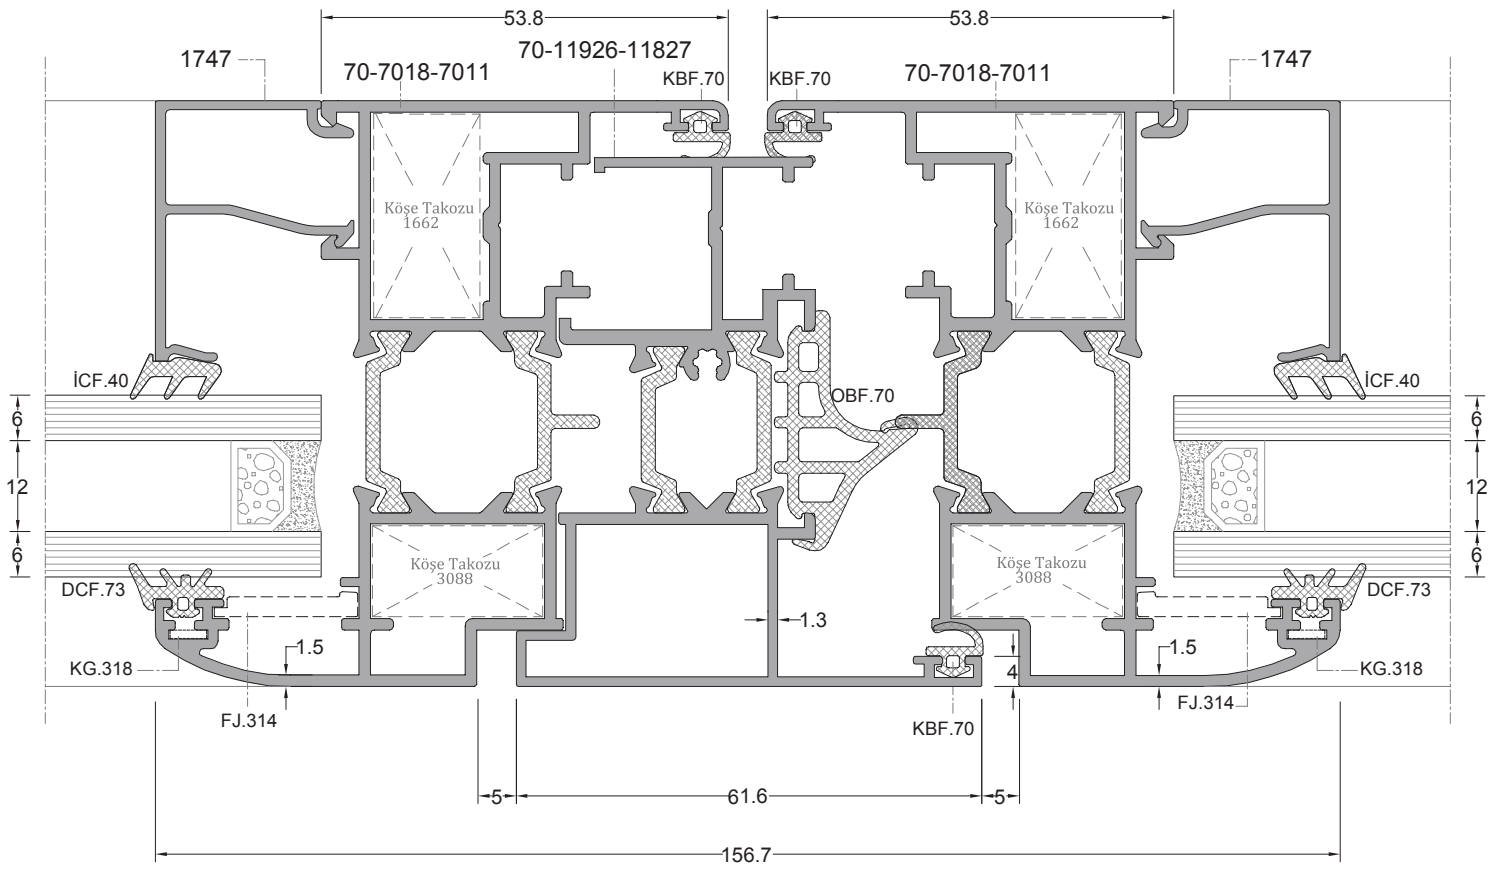 53.8
53.8
70-11926-11827
1747
70-7018-7011
KBF.70
KBF.70
70-7018-7011
1747
Köşe Takozu
1662
Köşe Takozu
1662
İCF.40
OBF.70
İCF.40
6
6
12
12
6
6
Köşe Takozu
3088
Köşe Takozu
3088
DCF.73
DCF.73
1.3
1.5
1.5
4
KG.318
KG.318
FJ.314
FJ.314
KBF.70
5
61.6
5
156.7